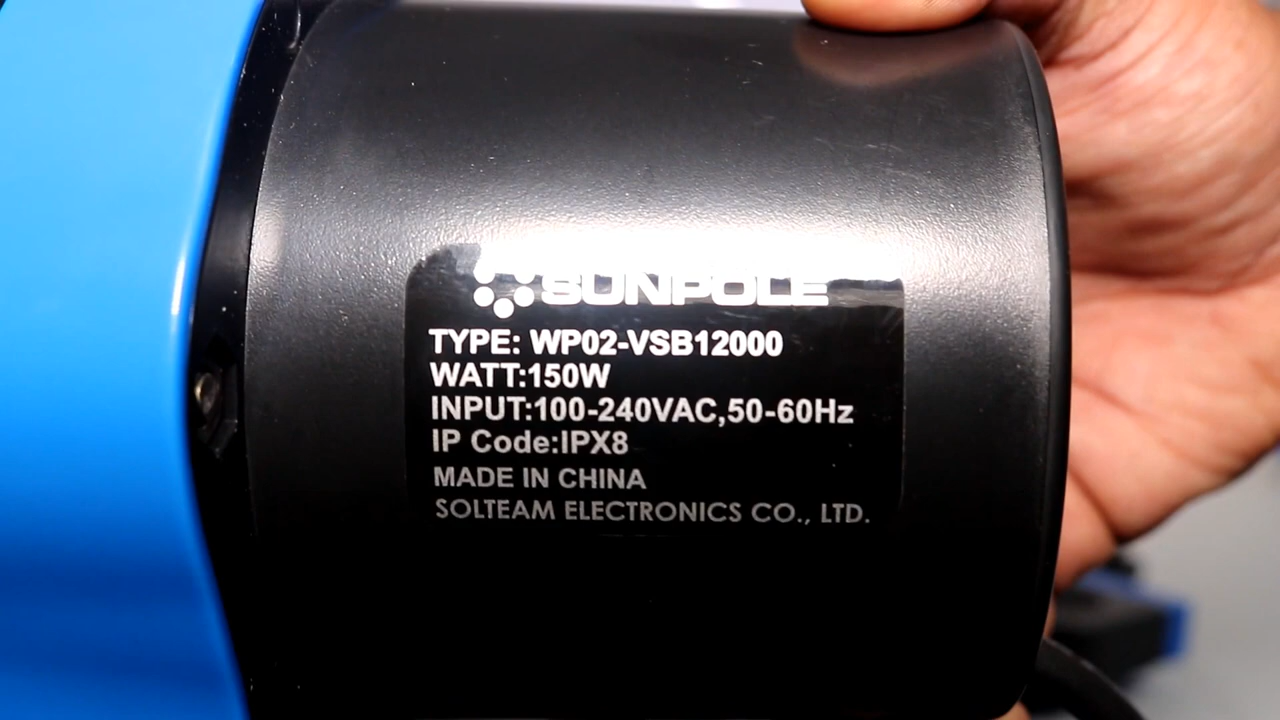 SUNPOLE
TYPE: WP02-VSB12000
WATT:150W
INPUT:100-240VAC,50-60Hz
IP Code:IPX8
MADE IN CHINA
SOLTEAM ELECTRONICS CO., LTD.